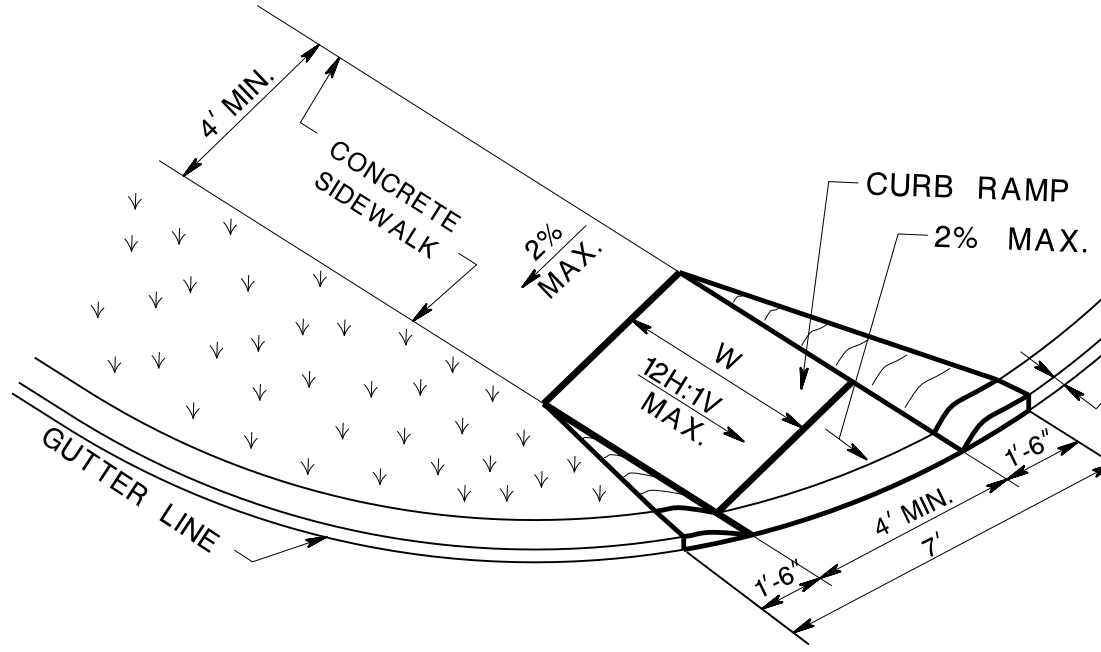 4' MIN.
CONCRETE
SIDEWALK
2%
MAX.
CURB RAMP
2% MAX.
W
12H:1V
MAX.
GUTTER LINE
1'-6"
4' MIN.
7'
1'-6"